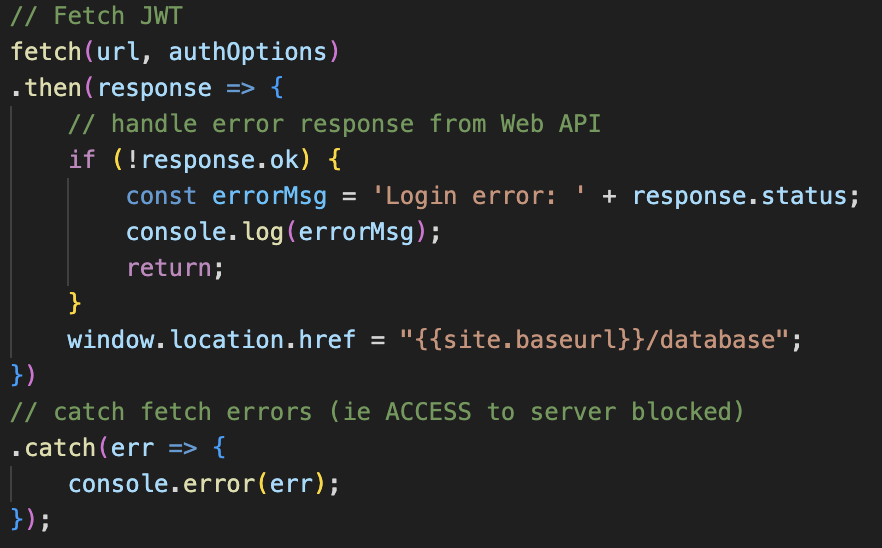 // Fetch JWT
fetch(url, authOptions)
.then(response => {
    // handle error response from Web API
    if (!response.ok) {
        const errorMsg = 'Login error: ' + response.status;
        console.log(errorMsg);
        return;
    }
    window.location.href = "{{site.baseurl}}/database";
})
// catch fetch errors (ie ACCESS to server blocked)
.catch(err => {
    console.error(err);
});